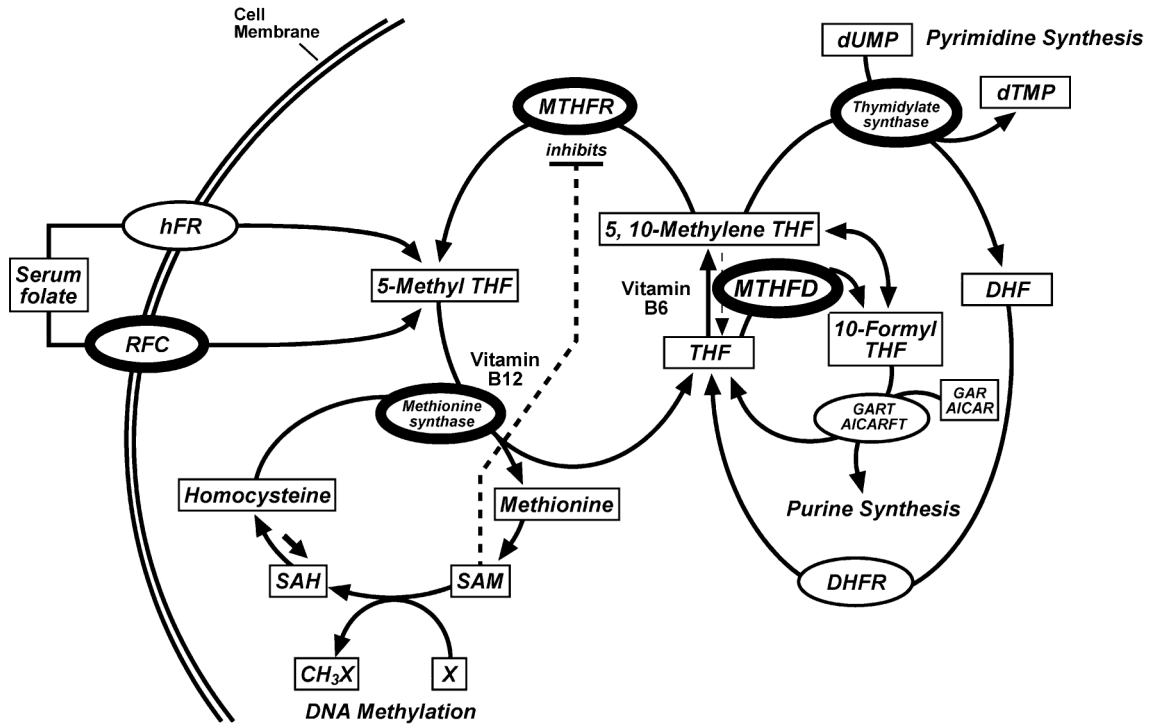 Cell
Membrane
dUMP
Pyrimidine Synthesis
MTHFR
inhibits
Thymidylate
synthase
dTMP
hFR
5, 10-Methylene THF
Serum
folate
5-Methyl THF
Vitamin
B6
MTHFD
DHF
RFC
10-Formyl
THF
THF
Vitamin
B12
Methionine
synthase
GART
AICARFT
GAR
AICAR
Homocysteine
Methionine
Purine Synthesis
SAH
SAM
DHFR
CH₃X
X
DNA Methylation